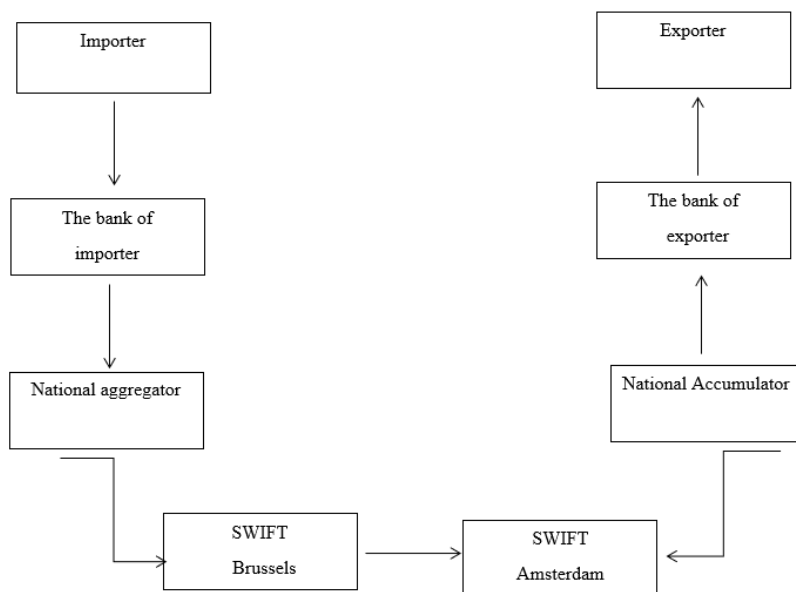 Importer
Exporter
The bank of
importer
The bank of
exporter
National aggregator
National Accumulator
SWIFT
Brussels
SWIFT
Amsterdam